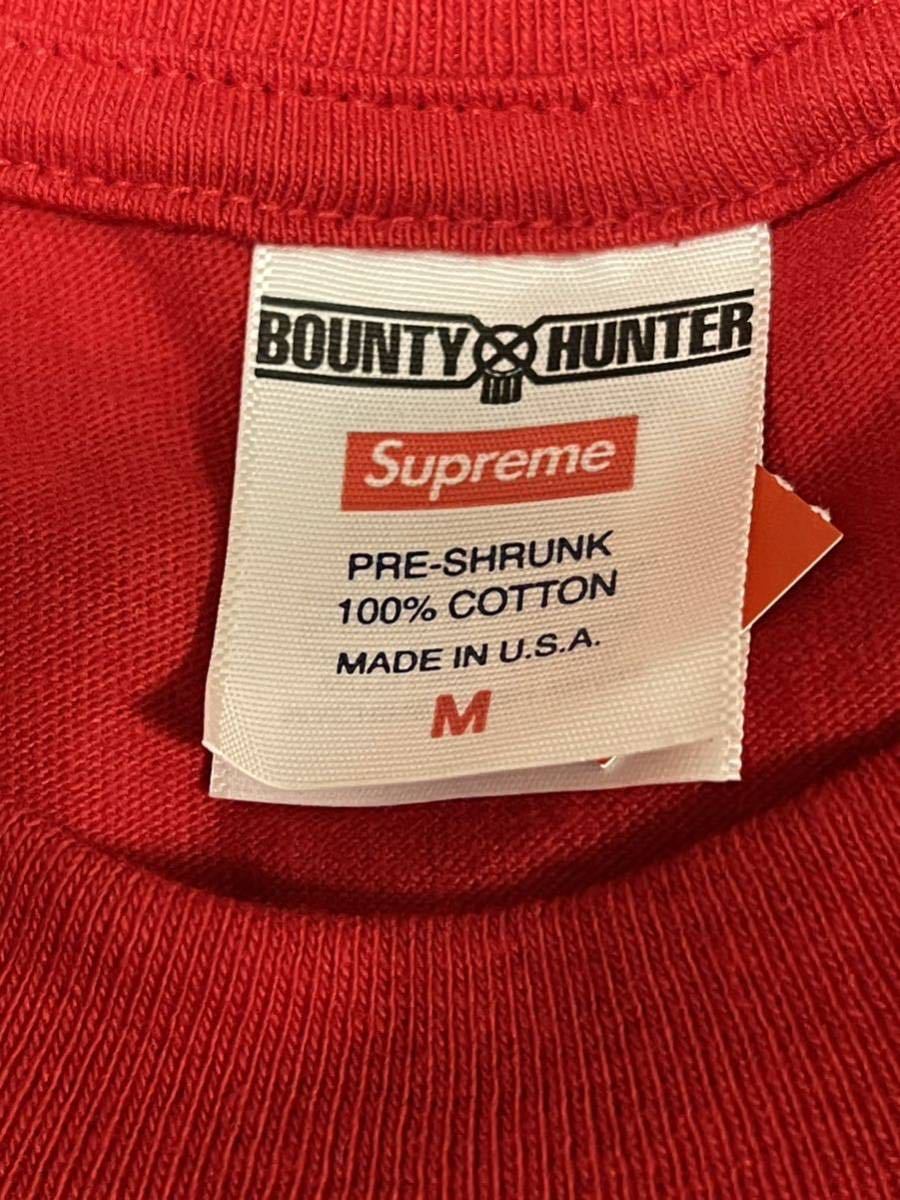 BOUNTY HUNTER
Supreme
PRE-SHRUNK
100% COTTON
MADE IN U.S.A.
M